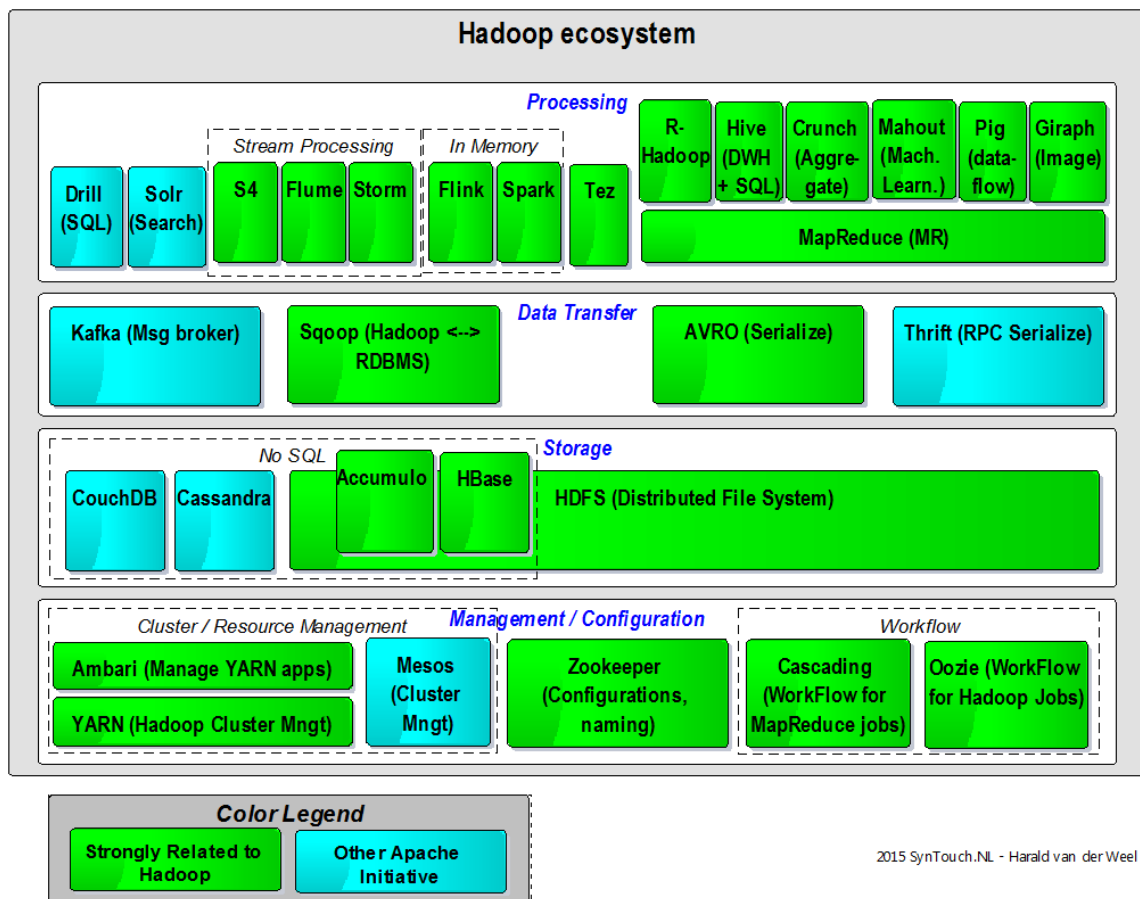 Hadoop ecosystem
Processing
Stream Processing
In Memory
Drill
(SQL)
Solr
(Search)
S4
Flume
Storm
Flink
Spark
Tez
R-
Hadoop
Hive
(DWH
+ SQL)
Crunch
(Aggre-
gate)
Mahout
(Mach.
Learn.)
Pig
(data-
flow)
Giraph
(Image)
MapReduce (MR)
Data Transfer
Kafka (Msg broker)
Sqoop (Hadoop <-->
RDBMS)
AVRO (Serialize)
Thrift (RPC Serialize)
Storage
No SQL
CouchDB
Cassandra
Accumulo
HBase
HDFS (Distributed File System)
Management / Configuration
Cluster / Resource Management
Ambari (Manage YARN apps)
YARN (Hadoop Cluster Mngt)
Mesos
(Cluster
Mngt)
Zookeeper
(Configurations,
naming)
Workflow
Cascading
(WorkFlow for
MapReduce jobs)
Oozie (WorkFlow
for Hadoop Jobs)
Color Legend
Strongly Related to
Hadoop
Other Apache
Initiative
2015 SynTouch.NL - Harald van der Weel